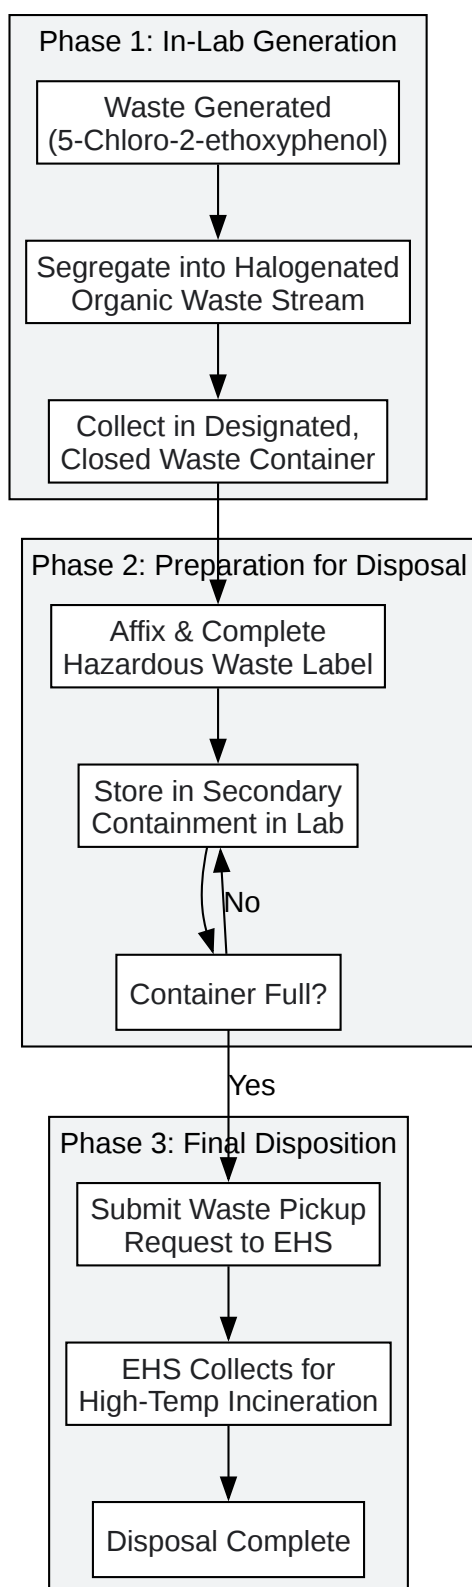 Phase 1: In-Lab Generation
Waste Generated
(5-Chloro-2-ethoxyphenol)
Segregate into Halogenated
Organic Waste Stream
Collect in Designated,
Closed Waste Container
Phase 2: Preparation for Disposal
Affix & Complete
Hazardous Waste Label
Store in Secondary
Containment in Lab
No
Container Full?
Yes
Phase 3: Final Disposition
Submit Waste Pickup
Request to EHS
EHS Collects for
High-Temp Incineration
Disposal Complete